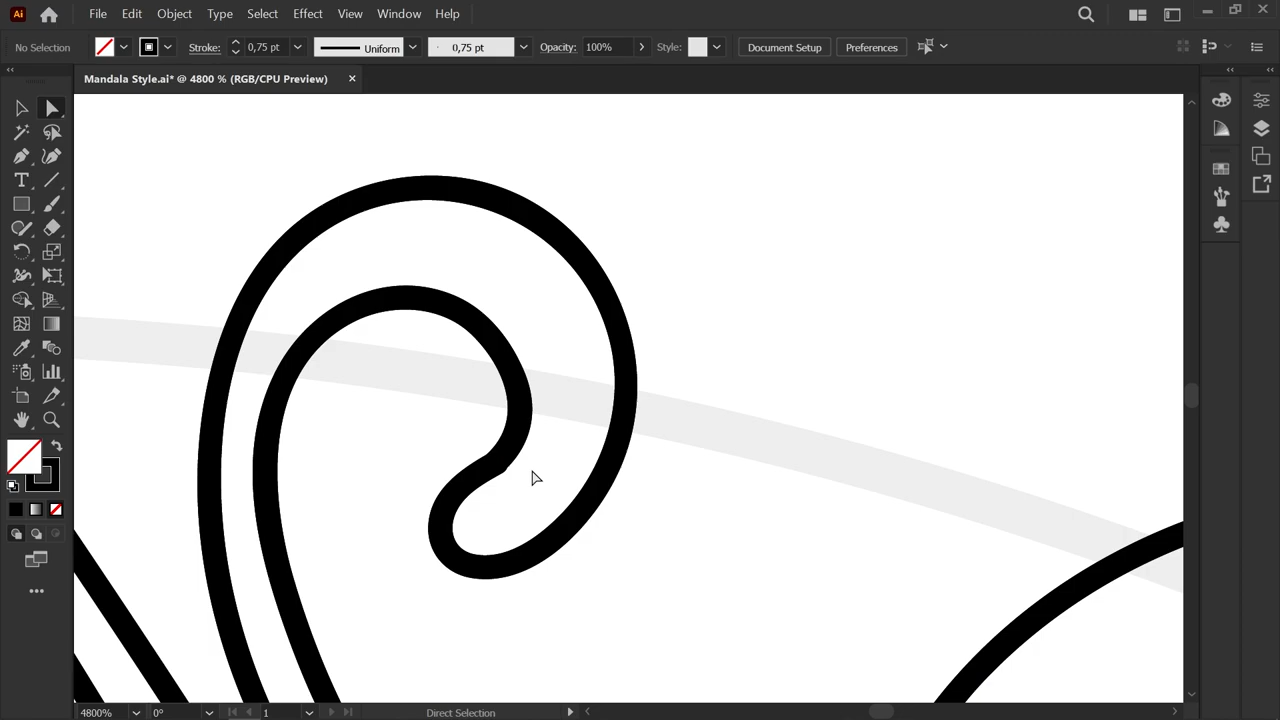 Ai File Edit Object Type Select Effect View Window Help
No Selection Stroke: 0,75 pt Uniform 0,75 pt Opacity: 100% Style: Document Setup Preferences
Mandala Style.ai* @ 4800 % (RGB/CPU Preview)
T
4800% 0° 1 Direct Selection